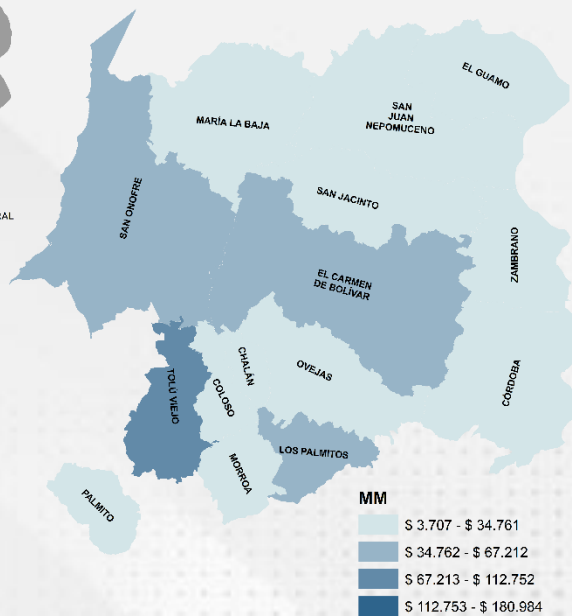 EL GUAMO
SAN
JUAN
NEPOMUCENO
MARÍA LA BAJA
SAN JACINTO
SAN ONOFRE
RAL
ZAMBRANO
EL CARMEN
DE BOLÍVAR
CHALÁN
OVEJAS
TOLÚ VIEJO
COLOSO
CÓRDOBA
LOS PALMITOS
MORROA
PALMITO
MM
$ 3.707 - $ 34.761
$ 34.762 - $ 67.212
$ 67.213 - $ 112.752
$ 112.753 - $ 180.984